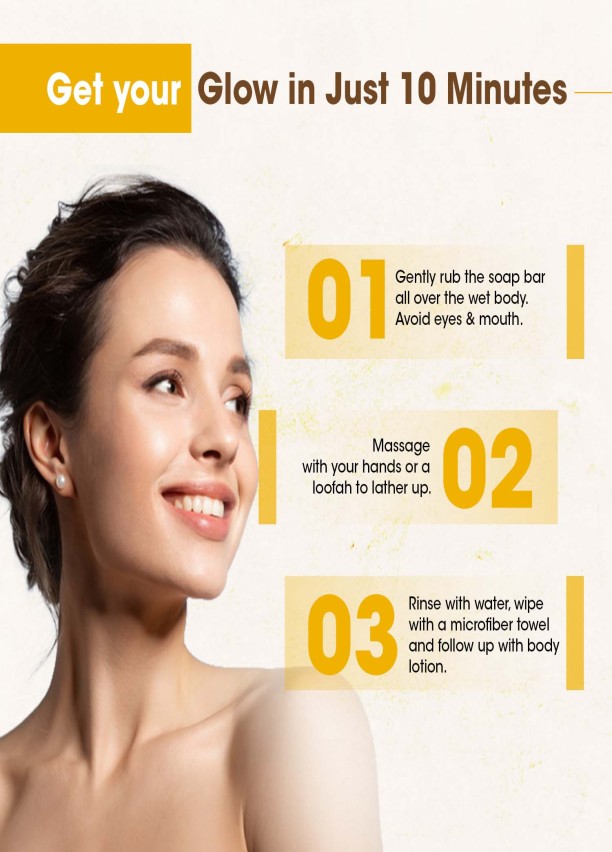 Get your Glow in Just 10 Minutes
01
Gently rub the soap bar
all over the wet body.
Avoid eyes & mouth.
Massage
with your hands or a
loofah to lather up.
02
03
Rinse with water, wipe
with a microfiber towel
and follow up with body
lotion.